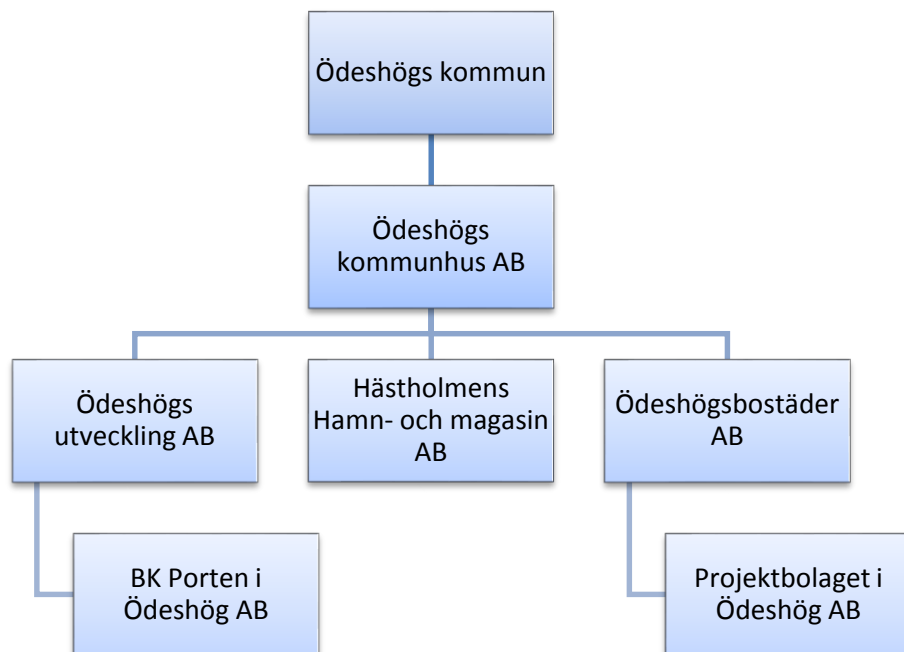 Ödeshögs kommun
Ödeshögs
kommunhus AB
Ödeshögs
utveckling AB
Hästholmens
Hamn- och magasin
AB
Ödeshögsbostäder
AB
BK Porten i
Ödeshög AB
Projektbolaget i
Ödeshög AB